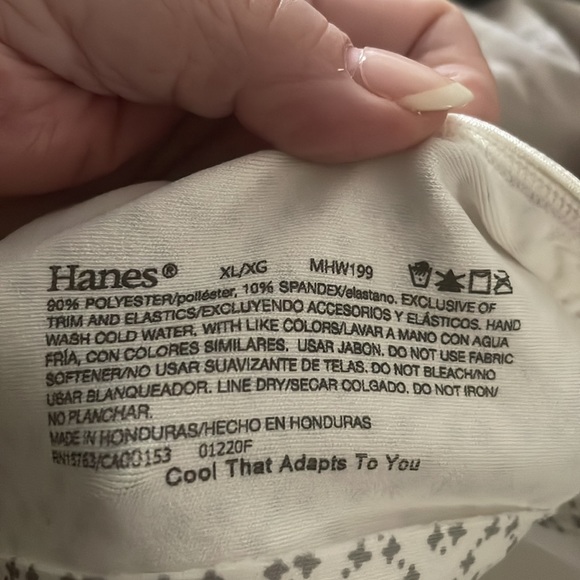 Hanes® XL/XG MHW199
90% POLYESTER/poliéster, 10% SPANDEX/elastano. EXCLUSIVE OF
TRIM AND ELASTICS/EXCLUYENDO ACCESORIOS Y ELÁSTICOS. HAND
WASH COLD WATER, WITH LIKE COLORS/LAVAR A MANO CON AGUA
FRÍA, CON COLORES SIMILARES. USAR JABON. DO NOT USE FABRIC
SOFTENER/NO USAR SUAVIZANTE DE TELAS. DO NOT BLEACH/NO
USAR BLANQUEADOR. LINE DRY/SECAR COLGADO. DO NOT IRON/
NO PLANCHAR.
MADE IN HONDURAS/HECHO EN HONDURAS
RN15763/CA00153 01220F
Cool That Adapts To You